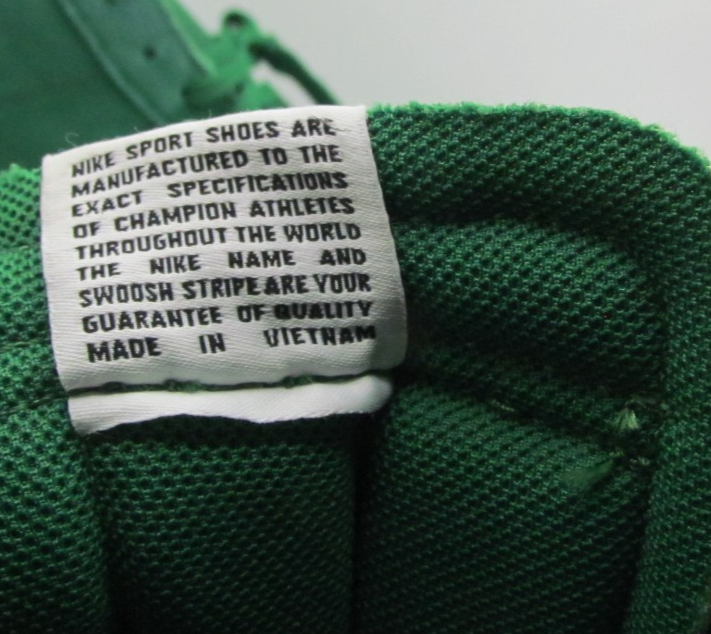 NIKE SPORT SHOES ARE
MANUFACTURED TO THE
EXACT SPECIFICATIONS
OF CHAMPION ATHLETES
THROUGHOUT THE WORLD
THE NIKE NAME AND
SWOOSH STRIPE ARE YOUR
GUARANTEE OF QUALITY
MADE IN VIETNAM